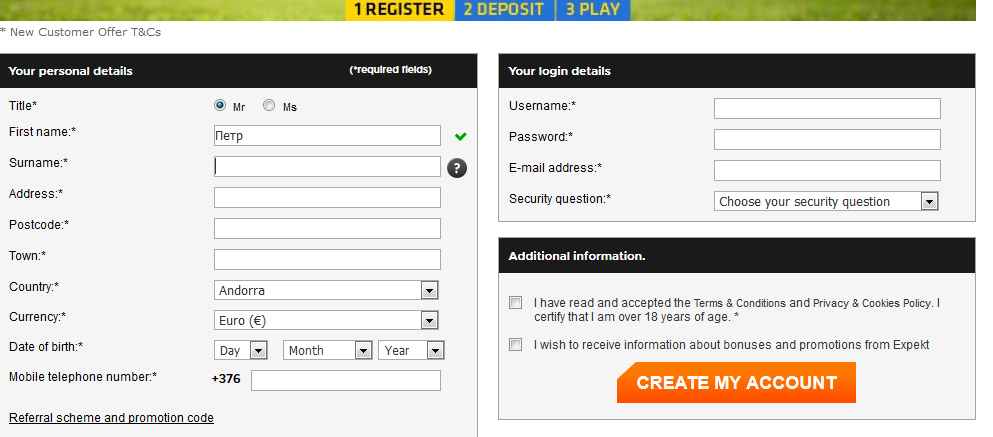 1 REGISTER 2 DEPOSIT 3 PLAY
* New Customer Offer T&Cs
Your personal details (*required fields)
Title* Mr Ms
First name:* Петр
Surname:* ?
Address:*
Postcode:*
Town:*
Country:* Andorra
Currency:* Euro (€)
Date of birth:* Day Month Year
Mobile telephone number:* +376
Referral scheme and promotion code
Your login details
Username:*
Password:*
E-mail address:*
Security question:* Choose your security question
Additional information.
I have read and accepted the Terms & Conditions and Privacy & Cookies Policy. I
certify that I am over 18 years of age. *
I wish to receive information about bonuses and promotions from Expekt
CREATE MY ACCOUNT